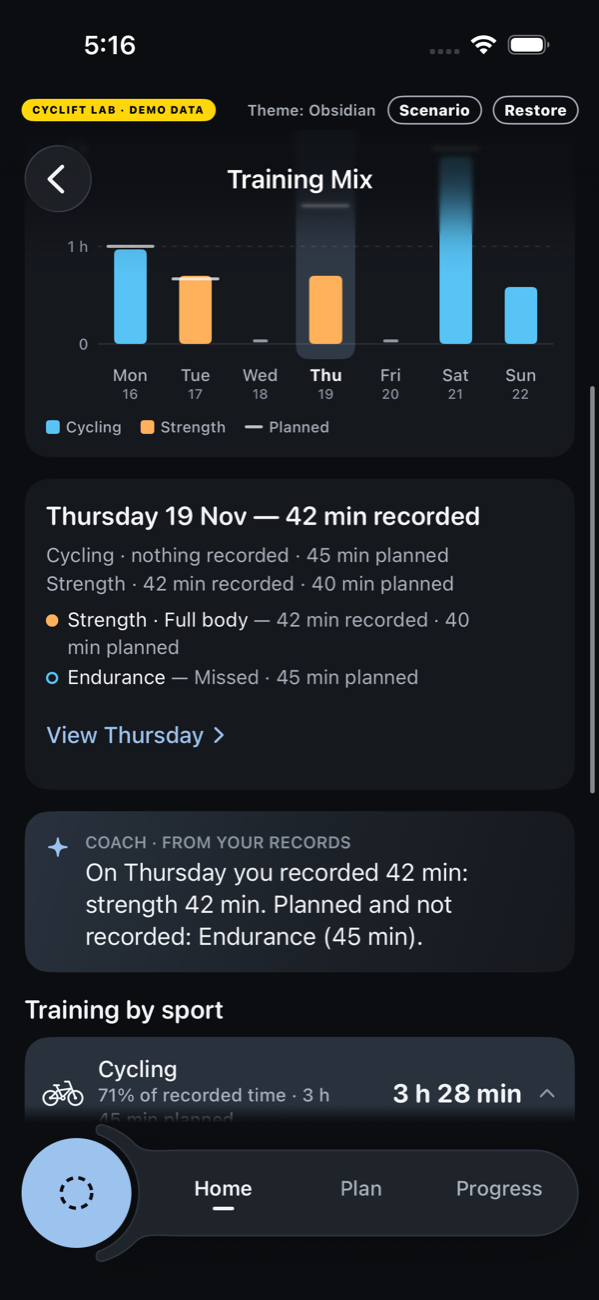 5:16
CYCLIFT LAB · DEMO DATA
Theme: Obsidian
Scenario
Restore
Training Mix
1 h
0
Mon Tue Wed Thu Fri Sat Sun
16 17 18 19 20 21 22
Cycling Strength Planned
Thursday 19 Nov — 42 min recorded
Cycling · nothing recorded · 45 min planned
Strength · 42 min recorded · 40 min planned
Strength · Full body — 42 min recorded · 40
min planned
Endurance — Missed · 45 min planned
View Thursday
COACH · FROM YOUR RECORDS
On Thursday you recorded 42 min:
strength 42 min. Planned and not
recorded: Endurance (45 min).
Training by sport
Cycling
71% of recorded time · 3 h
45 min planned
3 h 28 min
Home Plan Progress